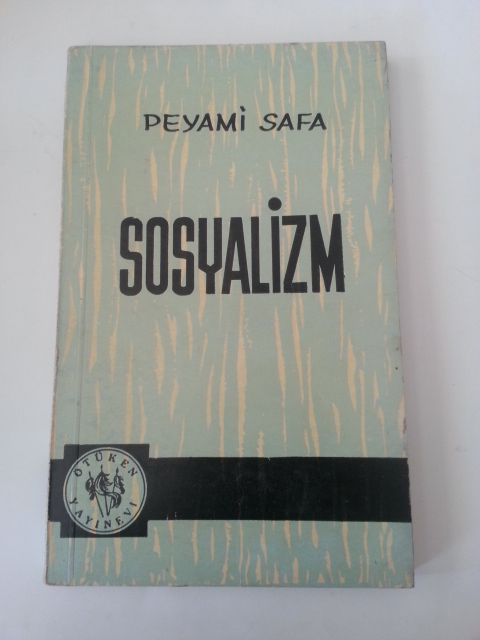 PEYAMİ SAFA
SOSYALİZM
ÖTÜKEN
YAYINEVİ